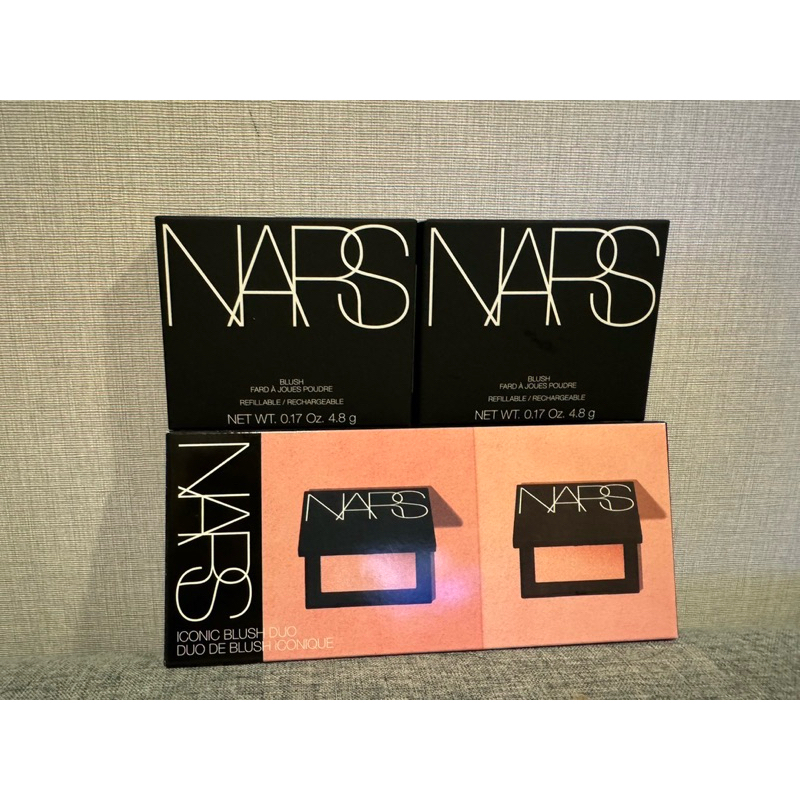 NARS
BLUSH
FARD À JOUES POUDRE
REFILLABLE / RECHARGEABLE
NET WT. 0.17 Oz. 4.8 g
NARS
BLUSH
FARD À JOUES POUDRE
REFILLABLE / RECHARGEABLE
NET WT. 0.17 Oz. 4.8 g
NARS
ICONIC BLUSH DUO
DUO DE BLUSH ICONIQUE
NARS
NARS